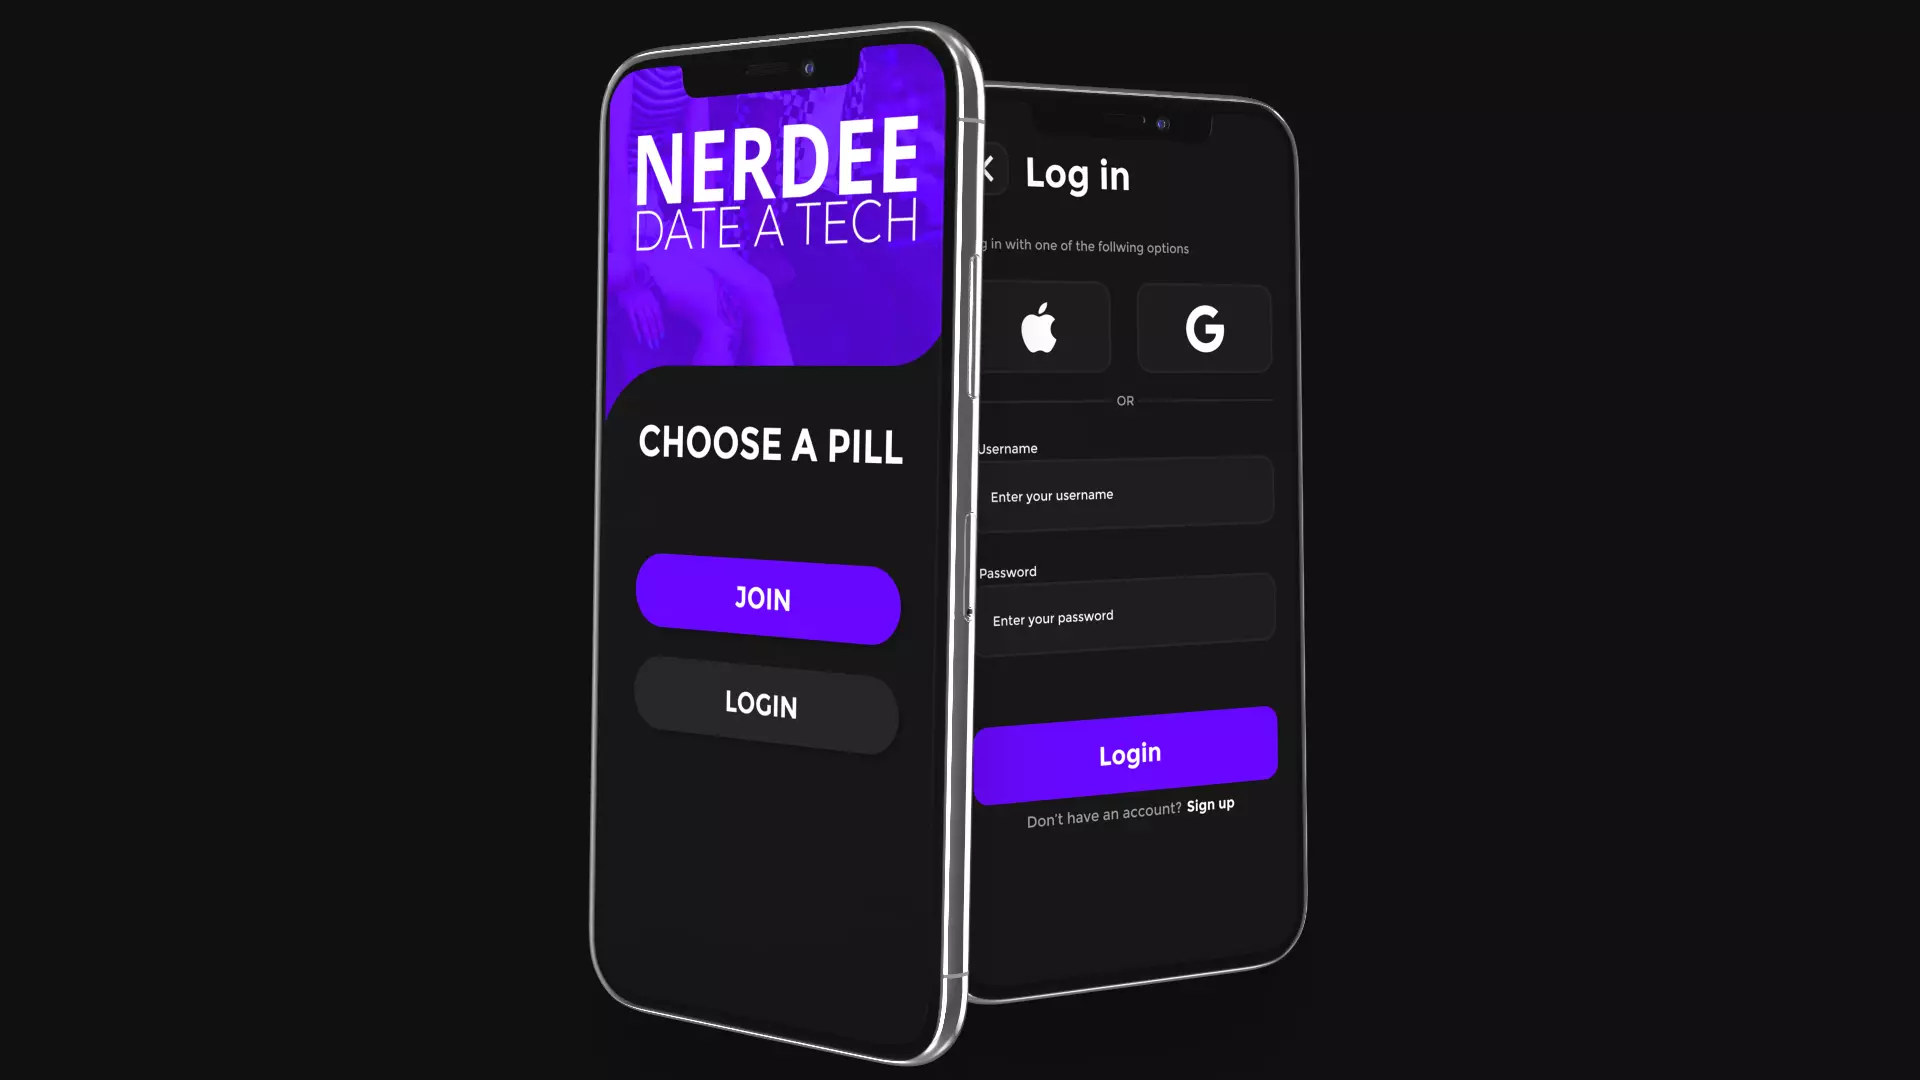 NERDEE
DATE A TECH
CHOOSE A PILL
JOIN
LOGIN
Log in
g in with one of the follwing options
OR
Username
Enter your username
Password
Enter your password
Login
Don't have an account? Sign up